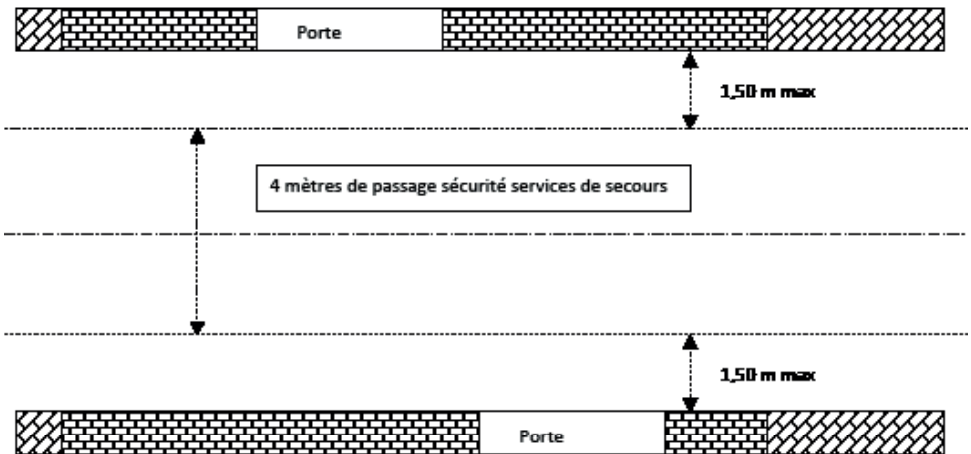 Porte
1,50 m max
4 mètres de passage sécurité services de secours
1,50 m max
Porte